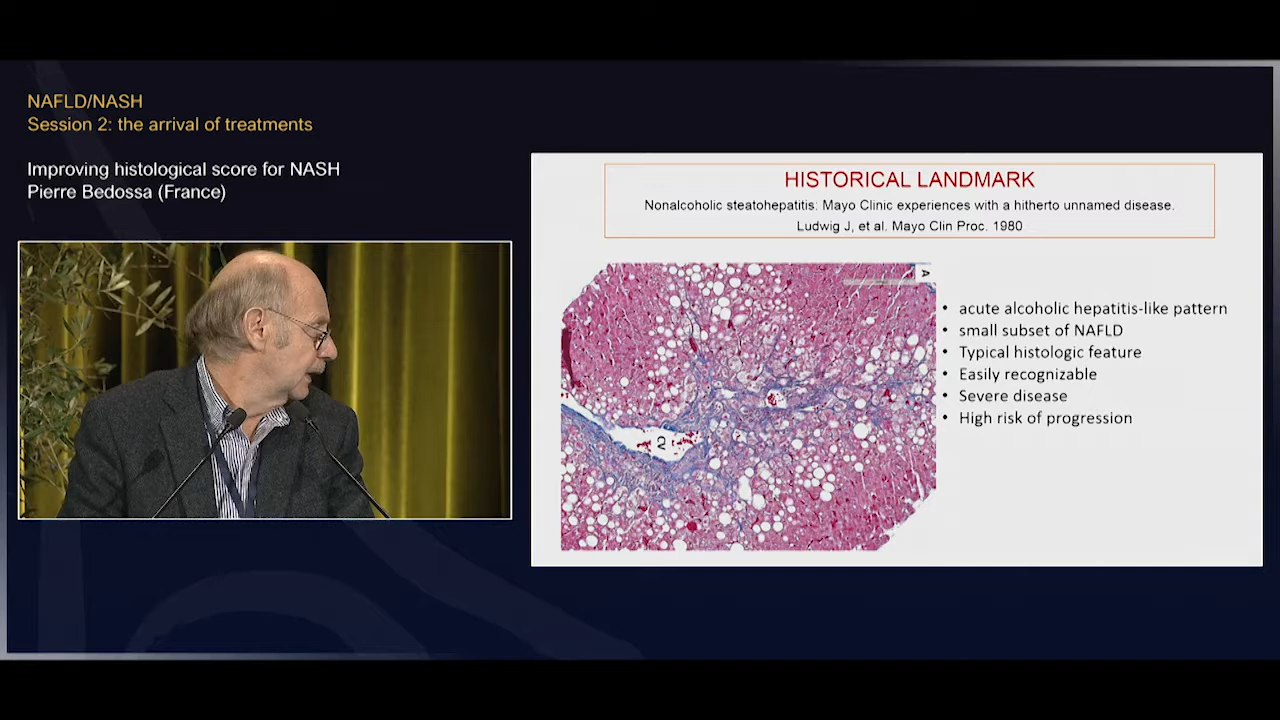 NAFLD/NASH
Session 2: the arrival of treatments
Improving histological score for NASH
Pierre Bedossa (France)
HISTORICAL LANDMARK
Nonalcoholic steatohepatitis: Mayo Clinic experiences with a hitherto unnamed disease.
Ludwig J, et al. Mayo Clin Proc. 1980
A
• acute alcoholic hepatitis-like pattern
• small subset of NAFLD
• Typical histologic feature
• Easily recognizable
• Severe disease
• High risk of progression